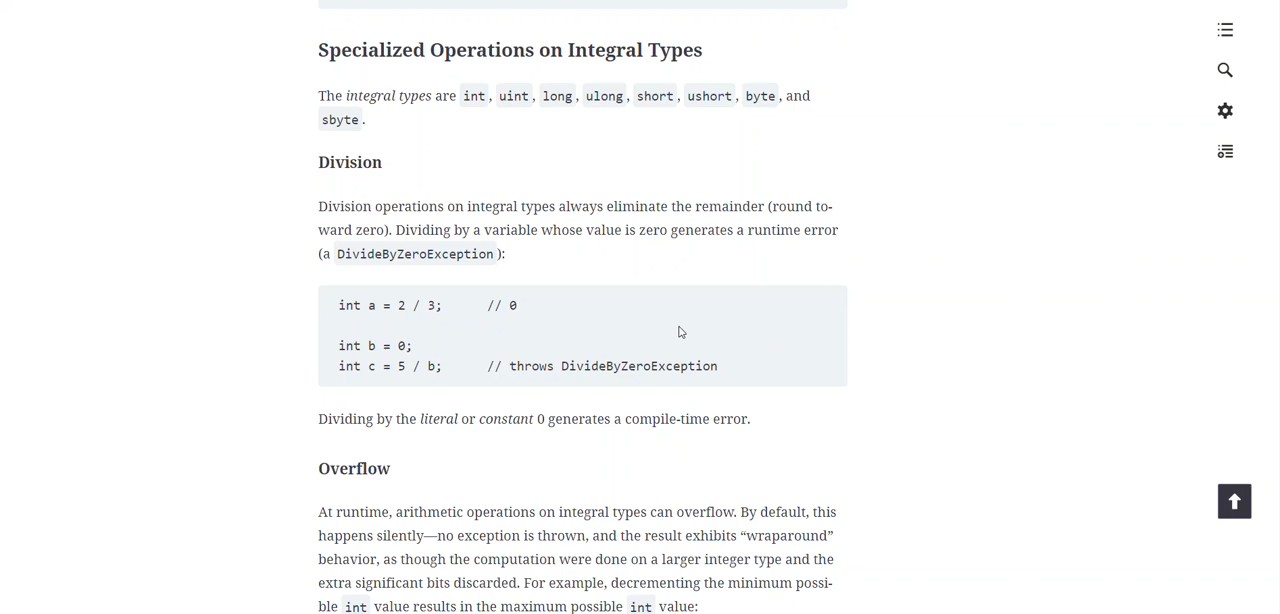 Specialized Operations on Integral Types
The integral types are int, uint, long, ulong, short, ushort, byte, and
sbyte.
Division
Division operations on integral types always eliminate the remainder (round to-
ward zero). Dividing by a variable whose value is zero generates a runtime error
(a DivideByZeroException):
int a = 2 / 3;      // 0
int b = 0;
int c = 5 / b;      // throws DivideByZeroException
Dividing by the literal or constant 0 generates a compile-time error.
Overflow
At runtime, arithmetic operations on integral types can overflow. By default, this
happens silently—no exception is thrown, and the result exhibits “wraparound”
behavior, as though the computation were done on a larger integer type and the
extra significant bits discarded. For example, decrementing the minimum possi-
ble int value results in the maximum possible int value: